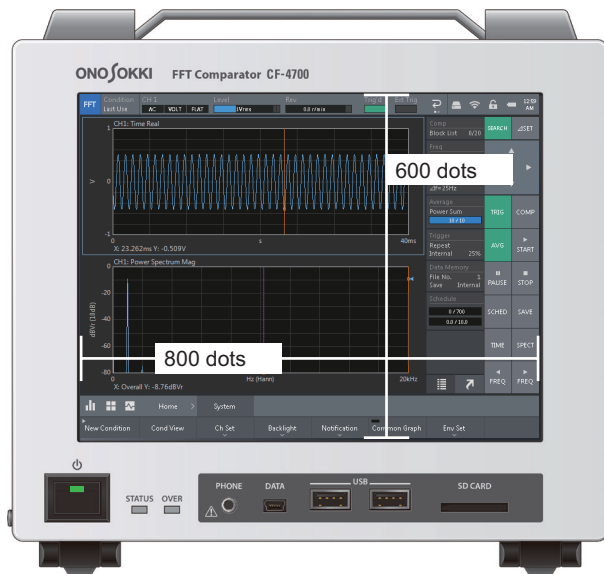 ONOSOKKI FFT Comparator CF-4700
FFT Condition CH 1 Level Rev. Trig'd Ext Trig 12:59
Last Use AC VOLT FLAT 1Vrms 0.0 r/min AM
CH1: Time Real
1
V 0
-1
0 s 40ms
X: 23.262ms Y: -0.509V
CH1: Power Spectrum Mag
0
-20
dBVr (10dB) -40
-60
-80
0 Hz (Hann) 20kHz
X: Overall Y: -8.76dBVr
Comp
Block List 0/20
Freq
600 dots
Δf=25Hz
Average
Power Sum
10 / 10
Trigger
Repeat
Internal 25%
Data Memory
File No. 1
Save Internal
Schedule
0 / 700
0.0 / 10.0
SEARCH ⊿SET
TRIG COMP
AVG START
PAUSE STOP
SCHED SAVE
TIME SPECT
FREQ FREQ
800 dots
Home > System
New Condition Cond View Ch Set Backlight Notification Common Graph Env Set
STATUS OVER
PHONE DATA USB SD CARD